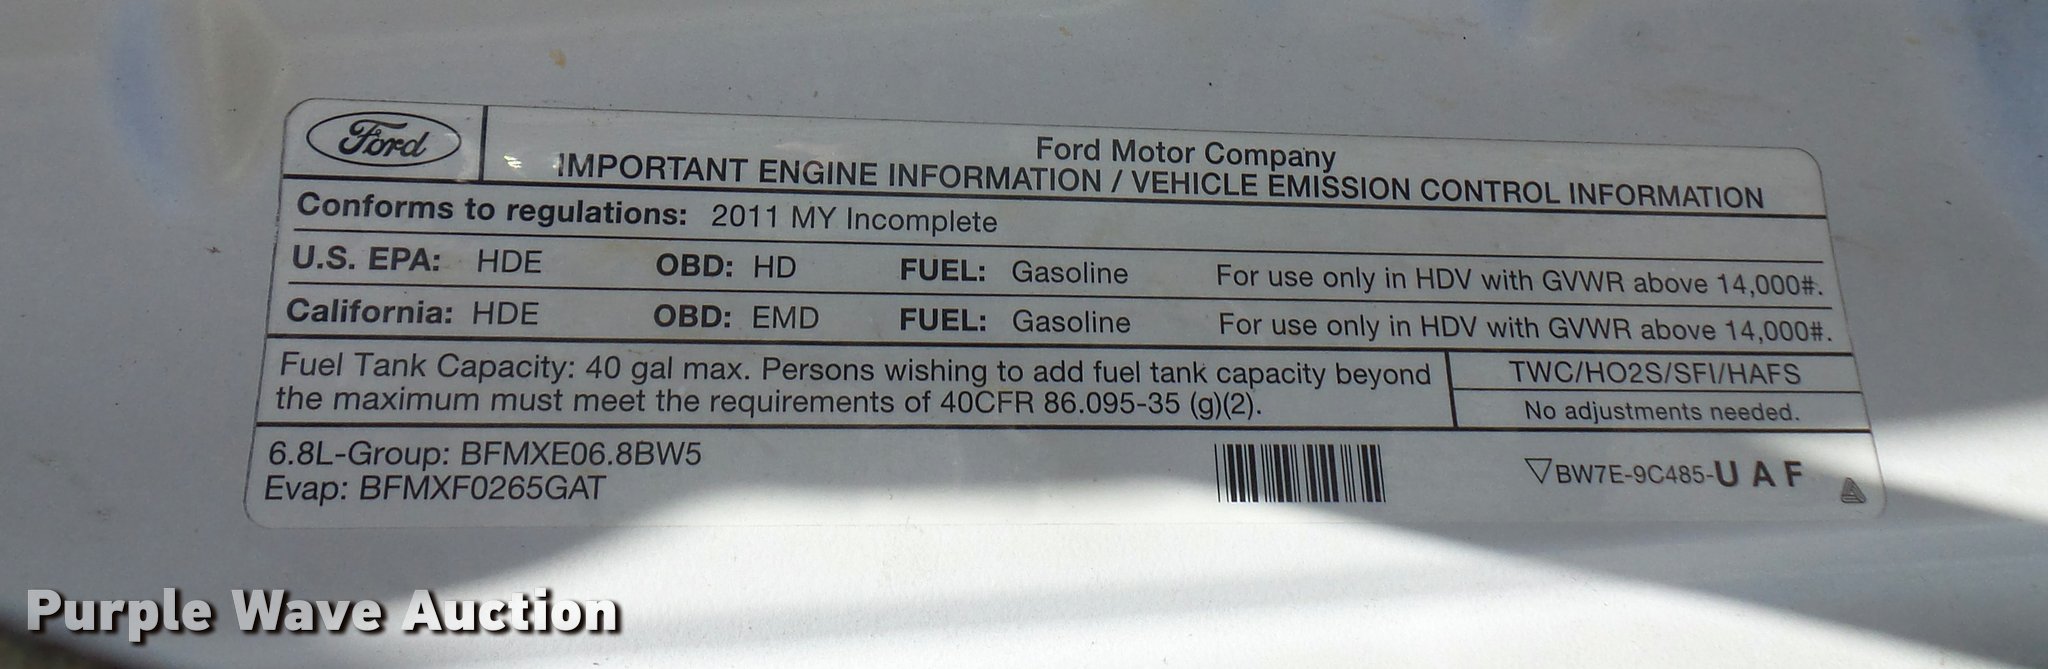 Ford
Ford Motor Company
IMPORTANT ENGINE INFORMATION / VEHICLE EMISSION CONTROL INFORMATION
Conforms to regulations: 2011 MY Incomplete
U.S. EPA: HDE OBD: HD FUEL: Gasoline For use only in HDV with GVWR above 14,000#.
California: HDE OBD: EMD FUEL: Gasoline For use only in HDV with GVWR above 14,000#.
Fuel Tank Capacity: 40 gal max. Persons wishing to add fuel tank capacity beyond
the maximum must meet the requirements of 40CFR 86.095-35 (g)(2).
TWC/HO2S/SFI/HAFS
No adjustments needed.
6.8L-Group: BFMXE06.8BW5
Evap: BFMXF0265GAT
BW7E-9C485-U A F
Purple Wave Auction